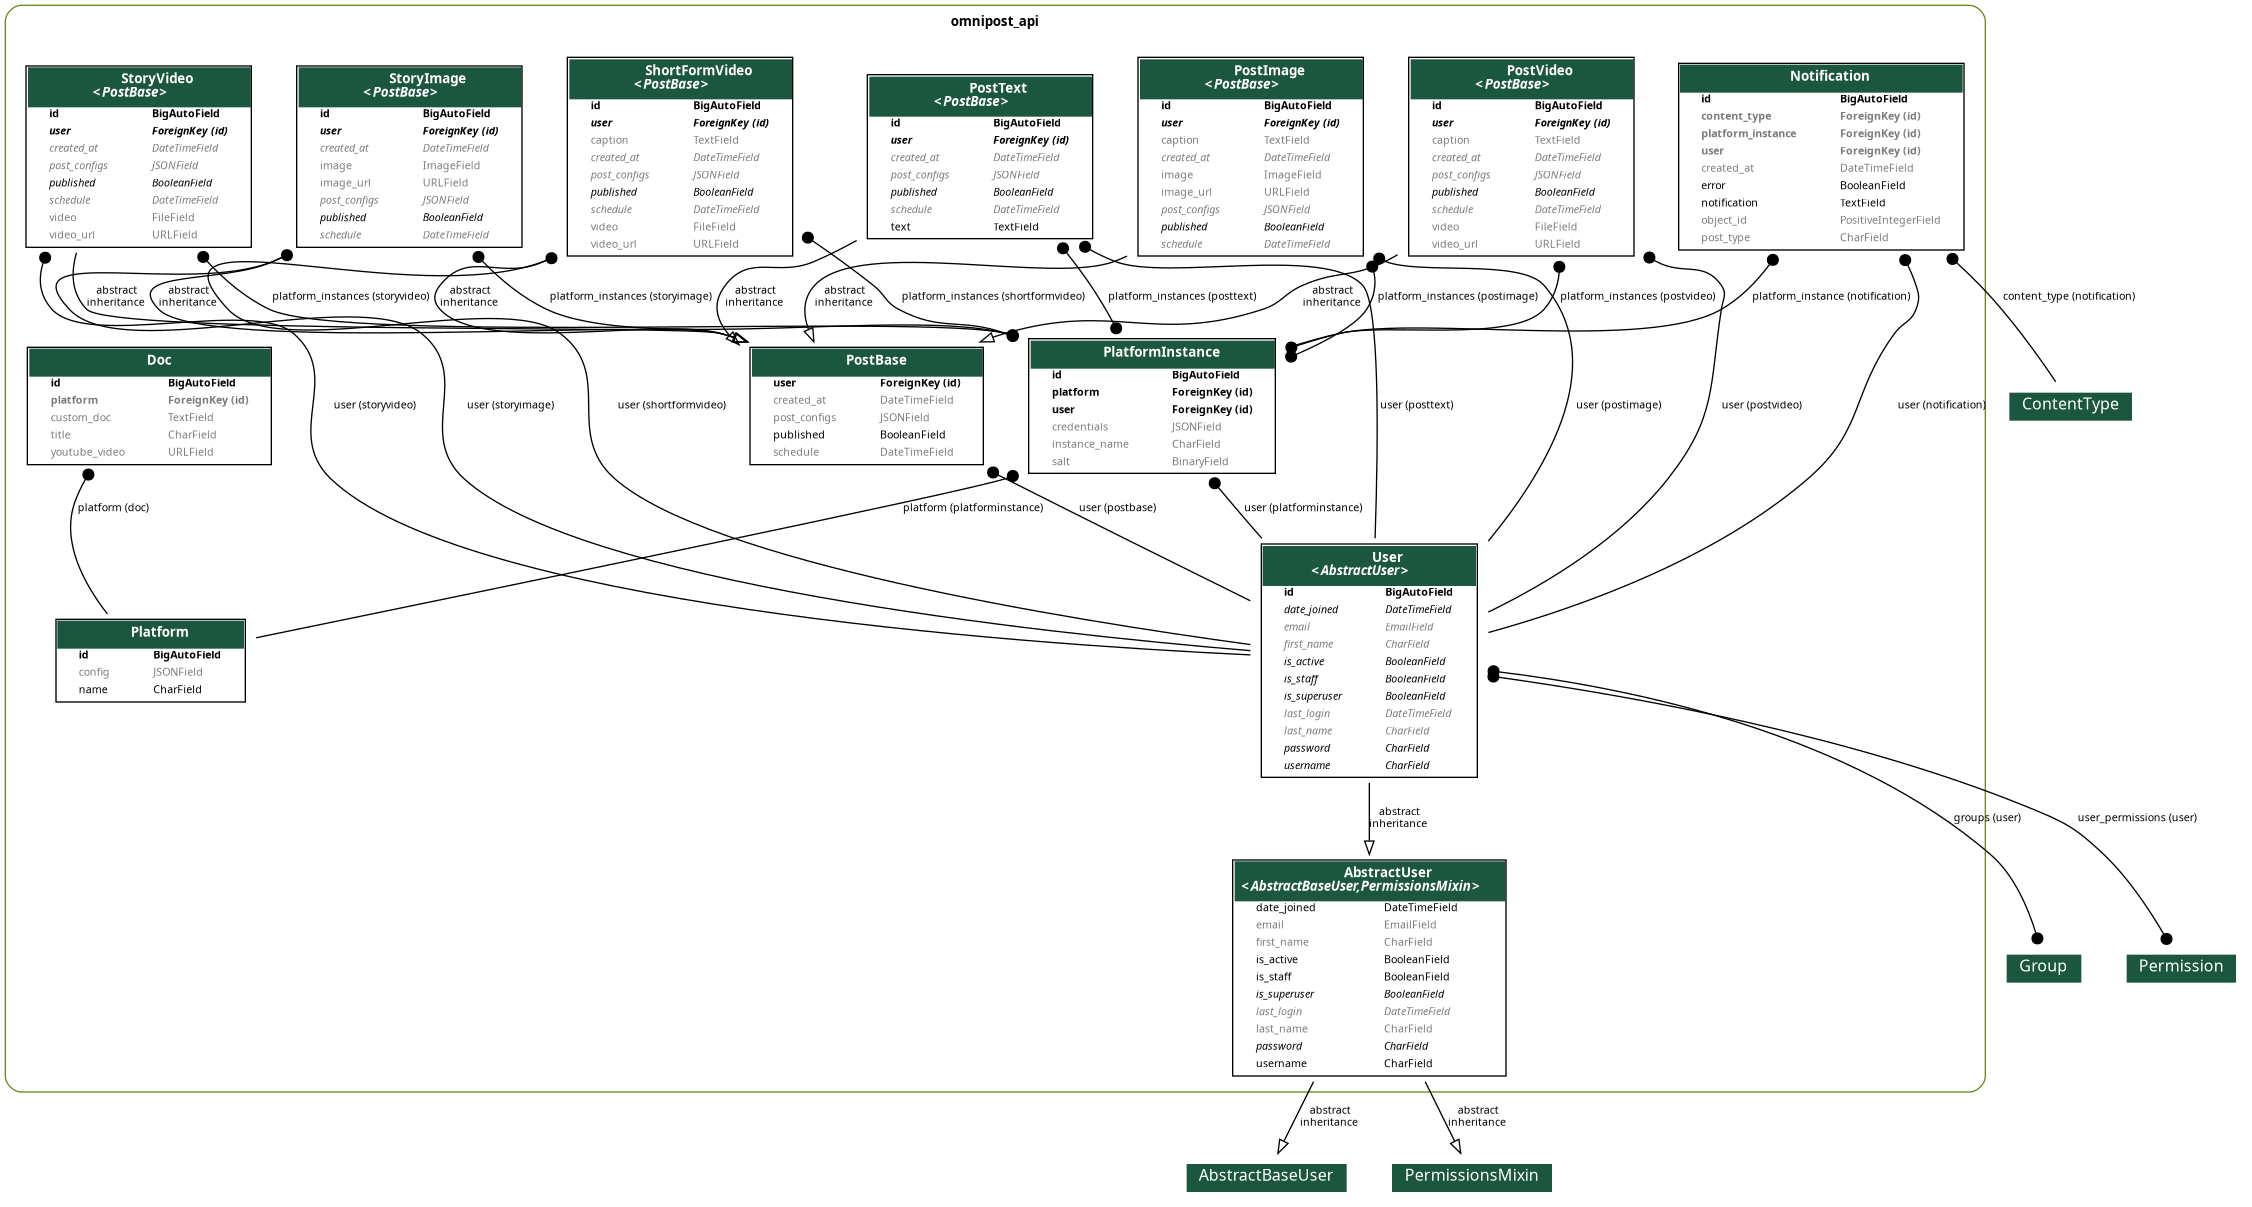 omnipost_api
StoryVideo
<PostBase>
id BigAutoField
user ForeignKey (id)
created_at DateTimeField
post_configs JSONField
published BooleanField
schedule DateTimeField
video FileField
video_url URLField
StoryImage
<PostBase>
id BigAutoField
user ForeignKey (id)
created_at DateTimeField
image ImageField
image_url URLField
post_configs JSONField
published BooleanField
schedule DateTimeField
ShortFormVideo
<PostBase>
id BigAutoField
user ForeignKey (id)
caption TextField
created_at DateTimeField
post_configs JSONField
published BooleanField
schedule DateTimeField
video FileField
video_url URLField
PostText
<PostBase>
id BigAutoField
user ForeignKey (id)
created_at DateTimeField
post_configs JSONField
published BooleanField
schedule DateTimeField
text TextField
PostImage
<PostBase>
id BigAutoField
user ForeignKey (id)
caption TextField
created_at DateTimeField
image ImageField
image_url URLField
post_configs JSONField
published BooleanField
schedule DateTimeField
PostVideo
<PostBase>
id BigAutoField
user ForeignKey (id)
caption TextField
created_at DateTimeField
post_configs JSONField
published BooleanField
schedule DateTimeField
video FileField
video_url URLField
Notification
id BigAutoField
content_type ForeignKey (id)
platform_instance ForeignKey (id)
user ForeignKey (id)
created_at DateTimeField
error BooleanField
notification TextField
object_id PositiveIntegerField
post_type CharField
abstract
inheritance
abstract
inheritance
platform_instances (storyvideo)
abstract
inheritance
platform_instances (storyimage)
abstract
inheritance
abstract
inheritance
platform_instances (shortformvideo)
platform_instances (posttext)
abstract
inheritance
platform_instances (postimage)
platform_instances (postvideo)
platform_instance (notification)
content_type (notification)
Doc
id BigAutoField
platform ForeignKey (id)
custom_doc TextField
title CharField
youtube_video URLField
user (storyvideo)
user (storyimage)
user (shortformvideo)
PostBase
user ForeignKey (id)
created_at DateTimeField
post_configs JSONField
published BooleanField
schedule DateTimeField
PlatformInstance
id BigAutoField
platform ForeignKey (id)
user ForeignKey (id)
credentials JSONField
instance_name CharField
salt BinaryField
user (posttext)
user (postimage)
user (postvideo)
user (notification)
ContentType
platform (doc)
platform (platforminstance)
user (postbase)
user (platforminstance)
Platform
id BigAutoField
config JSONField
name CharField
User
<AbstractUser>
id BigAutoField
date_joined DateTimeField
email EmailField
first_name CharField
is_active BooleanField
is_staff BooleanField
is_superuser BooleanField
last_login DateTimeField
last_name CharField
password CharField
username CharField
abstract
inheritance
groups (user)
user_permissions (user)
AbstractUser
<AbstractBaseUser,PermissionsMixin>
date_joined DateTimeField
email EmailField
first_name CharField
is_active BooleanField
is_staff BooleanField
is_superuser BooleanField
last_login DateTimeField
last_name CharField
password CharField
username CharField
Group
Permission
abstract
inheritance
abstract
inheritance
AbstractBaseUser
PermissionsMixin